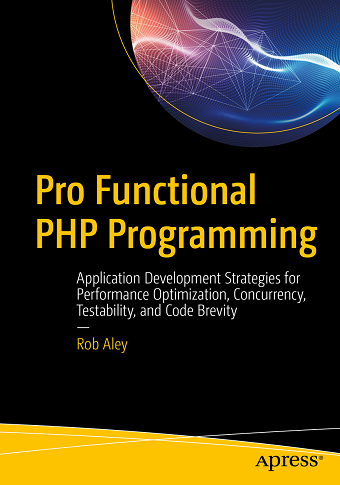 Pro Functional
PHP Programming
Application Development Strategies for
Performance Optimization, Concurrency,
Testability, and Code Brevity
—
Rob Aley
Apress®